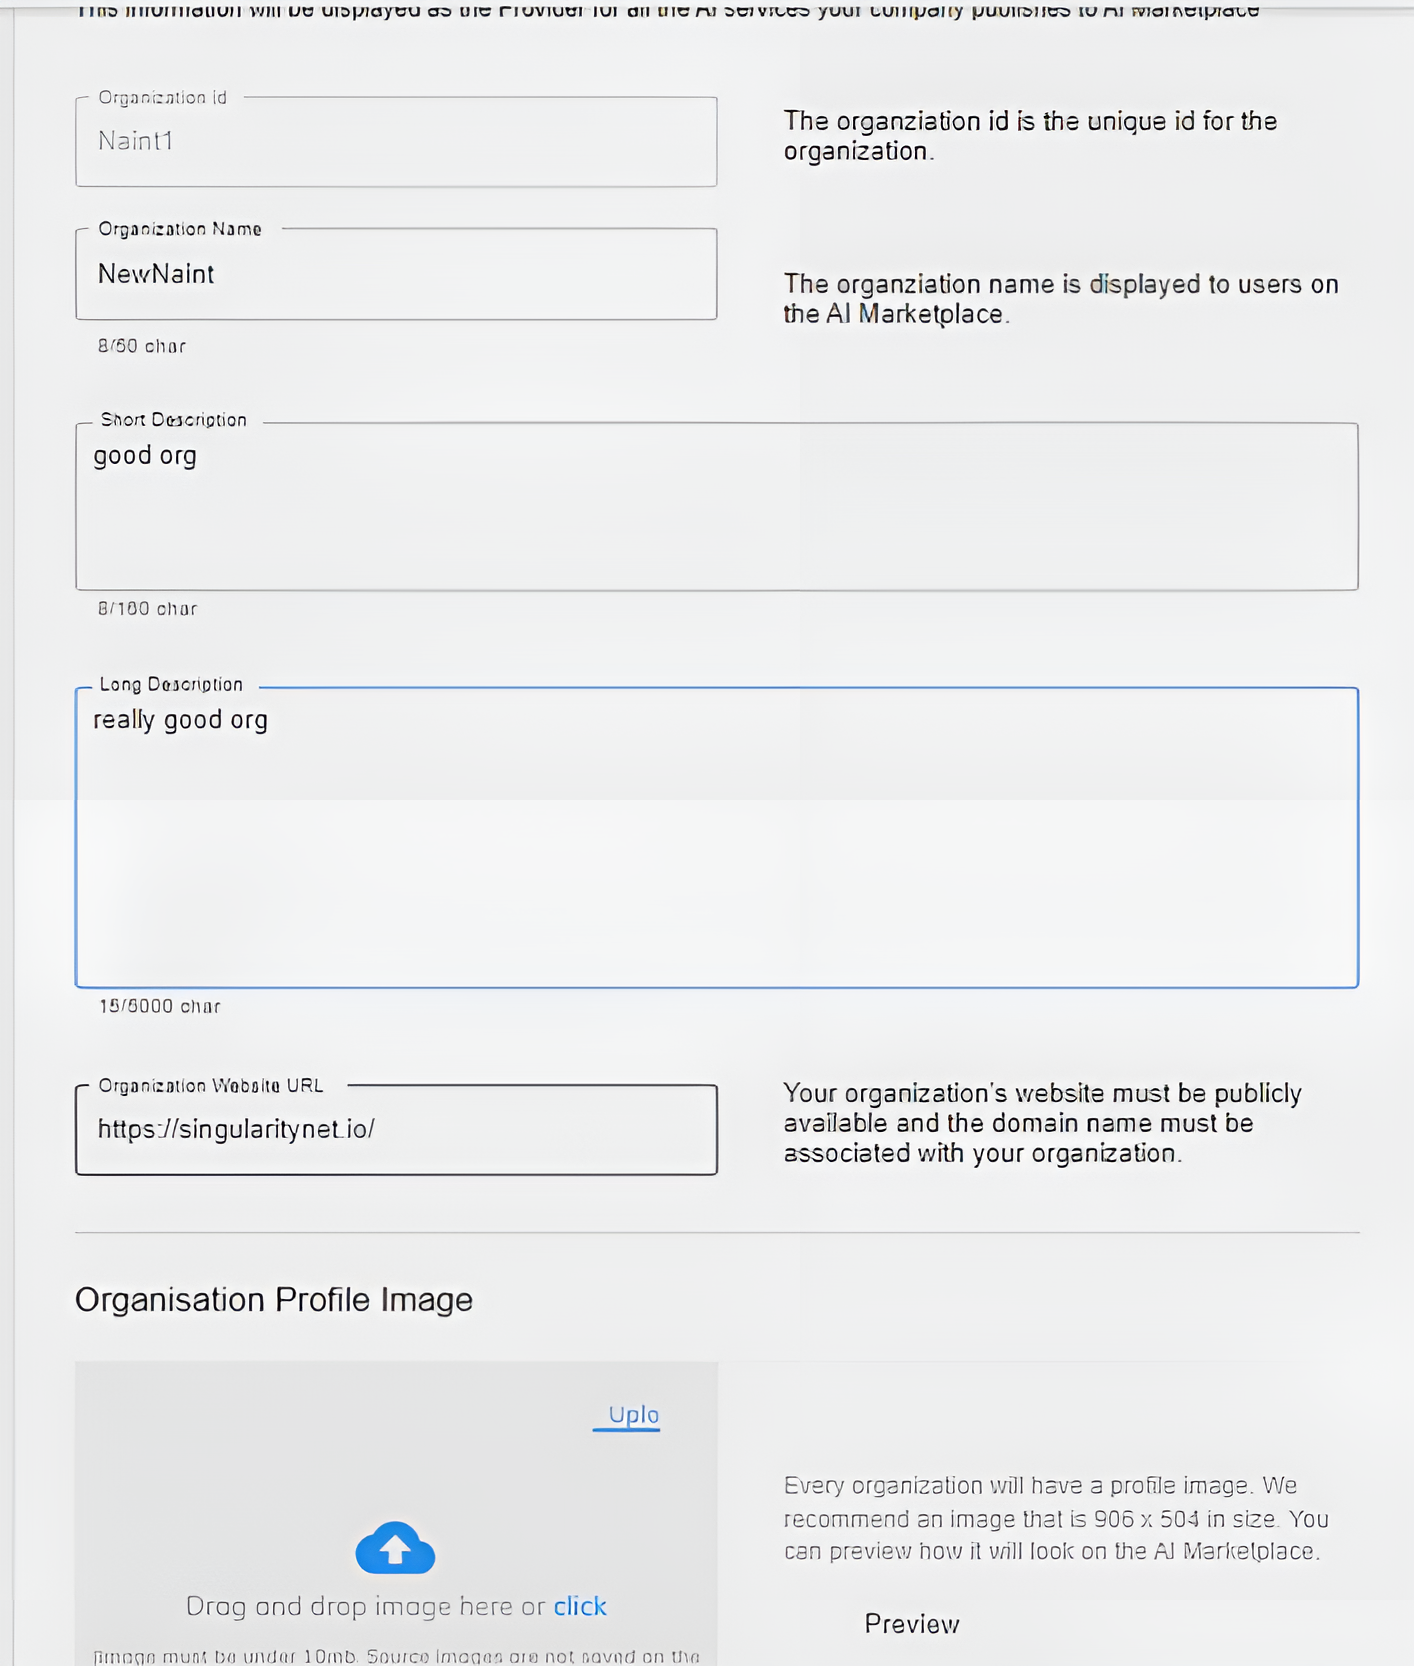 This information will be displayed as the Provider for all the AI services your company publishes to AI Marketplace
Organization id
Naint1
The organziation id is the unique id for the
organization.
Organization Name
NewNaint
The organziation name is displayed to users on
the AI Marketplace.
8/50 char
Short Description
good org
8/180 char
Long Description
really good org
15/5000 char
Organization Website URL
https://singularitynet.io/
Your organization's website must be publicly
available and the domain name must be
associated with your organization.
Organisation Profile Image
Uplo
Every organization will have a profile image. We
recommend an image that is 906 x 504 in size. You
can preview how it will look on the AI Marketplace.
Drag and drop image here or click
Preview
(Image must be under 10mb. Source images are not saved on the